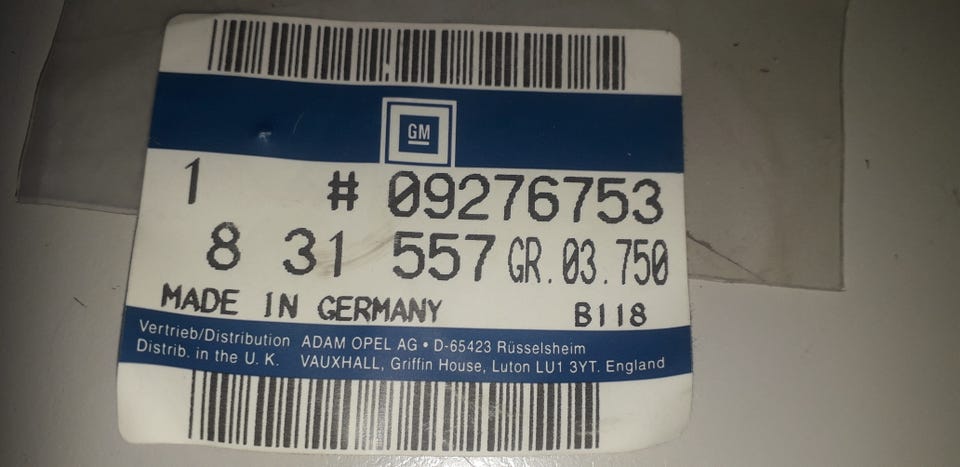 GM
1 # 09276753
8 31 557 GR. 03.750
MADE IN GERMANY B118
Vertrieb/Distribution ADAM OPEL AG • D-65423 Rüsselsheim
Distrib. in the U. K. VAUXHALL, Griffin House, Luton LU1 3YT. England